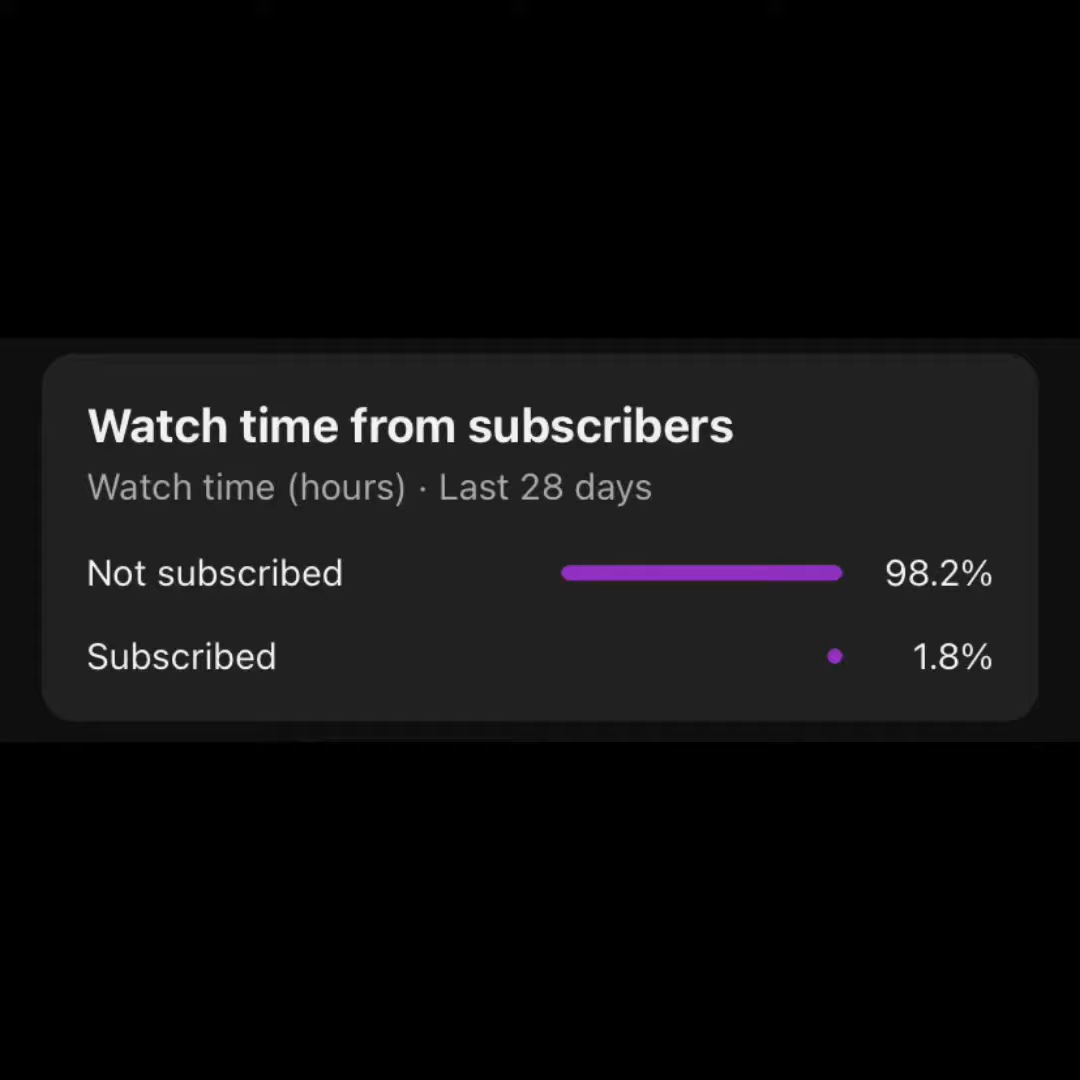 Watch time from subscribers
Watch time (hours) · Last 28 days
Not subscribed 98.2%
Subscribed 1.8%